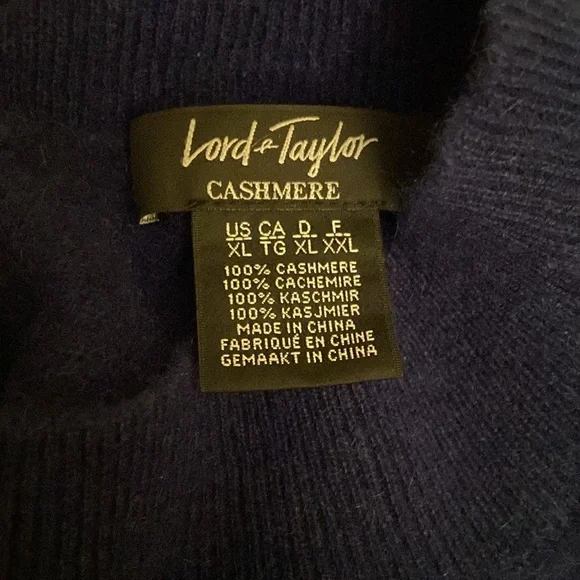 Lord & Taylor
CASHMERE
US CA D F
XL TG XL XXL
100% CASHMERE
100% CACHEMIRE
100% KASCHMIR
100% KASJMIER
MADE IN CHINA
FABRIQUÉ EN CHINE
GEMAAKT IN CHINA